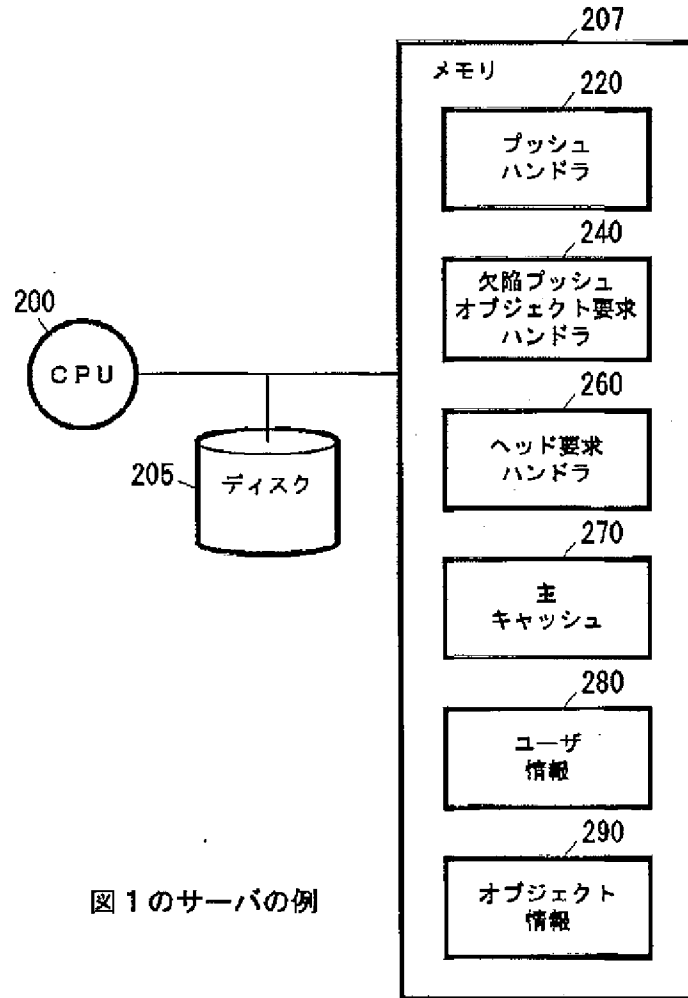 207
メモリ
220
プッシュ
ハンドラ
240
欠陥プッシュ
オブジェクト要求
ハンドラ
200
CPU
260
ヘッド要求
ハンドラ
205
ディスク
270
主
キャッシュ
280
ユーザ
情報
290
オブジェクト
情報
図1のサーバの例